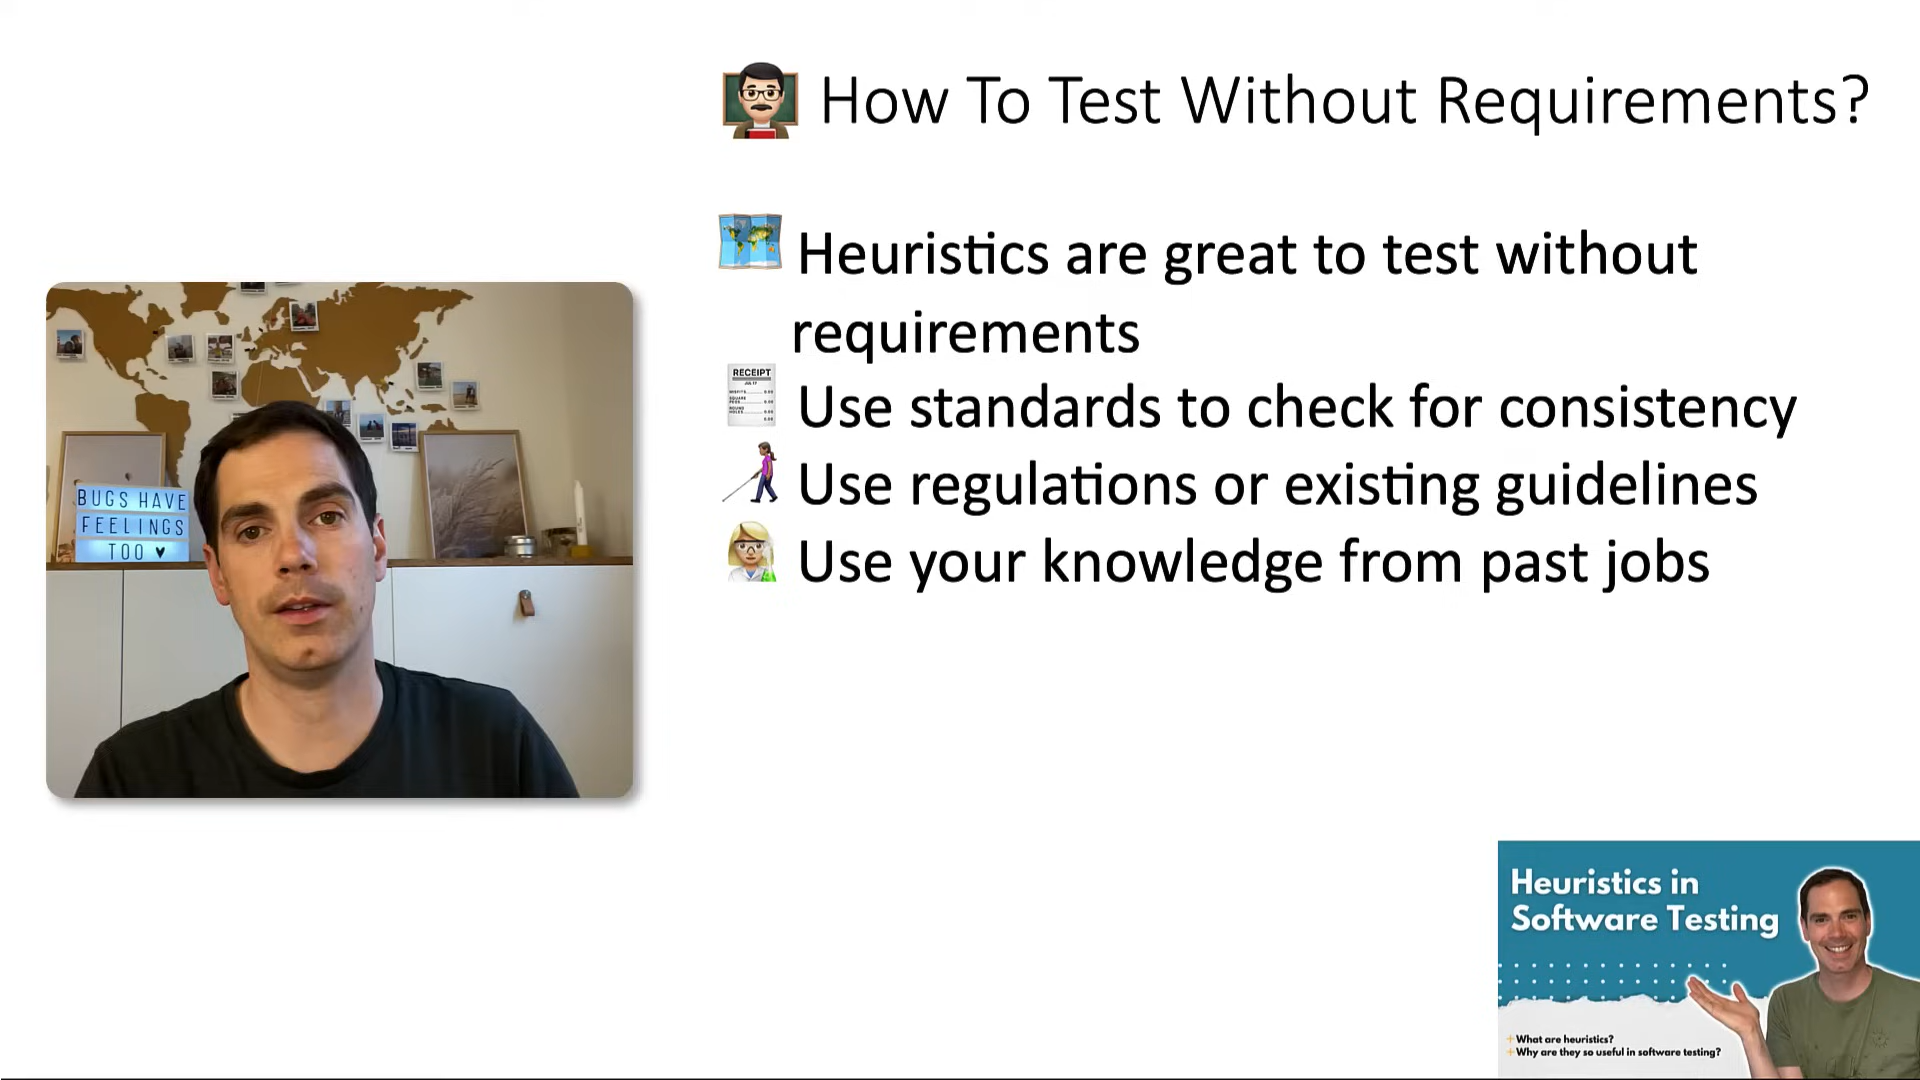 How To Test Without Requirements?
Heuristics are great to test without
requirements
RECEIPT
Use standards to check for consistency
Use regulations or existing guidelines
Use your knowledge from past jobs
BUGS HAVE
FEELINGS
TOO ♥
Heuristics in
Software Testing
+What are heuristics?
+Why are they so useful in software testing?